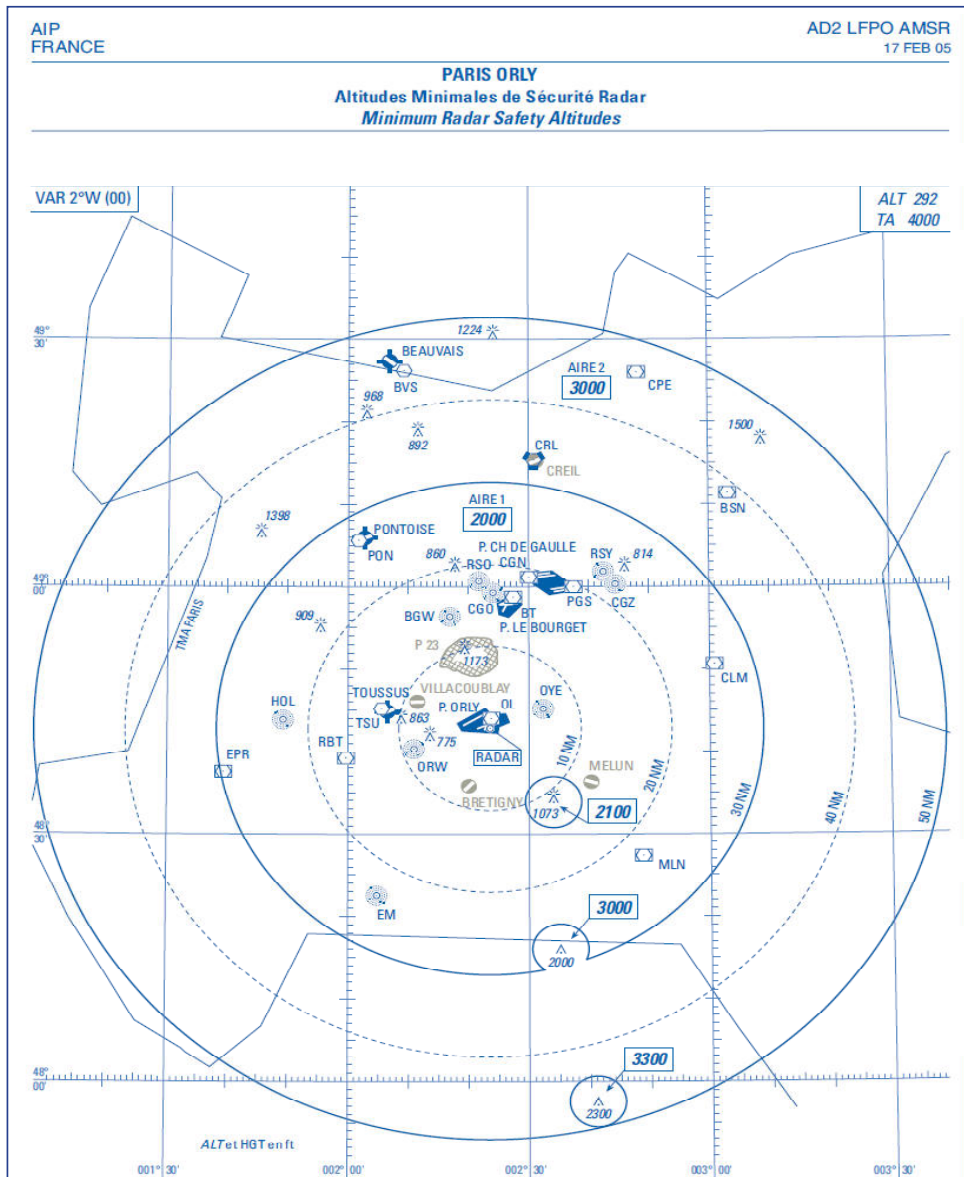 AIP
FRANCE
AD2 LFPO AMSR
17 FEB 05
PARIS ORLY
Altitudes Minimales de Sécurité Radar
Minimum Radar Safety Altitudes
VAR 2°W (00)
ALT 292
TA 4000
49°
30'
1224
BEAUVAIS
BVS
AIRE 2
3000
CPE
968
892
1500
CRL
CREIL
BSN
AIRE 1
2000
1398
PONTOISE
PON
P. CH DE GAULLE
860
CGN
RSY
814
RSO
00'
PGS
CGZ
CGO
BT
BGW
P. LE BOURGET
909
TMA PARIS
P 23
1173
CLM
VILLACOUBLAY
TOUSSUS
HOL
OYE
P. ORLY
OL
TSU
863
775
RBT
EPR
ORW
RADAR
10 NM
20 NM
30 NM
40 NM
50 NM
MELUN
BRETIGNY
1073
2100
48°
30'
MLN
EM
3000
2000
48°
00'
3300
2300
ALT et HGT en ft
001° 30'
002° 00'
002° 30'
003° 00'
003° 30'